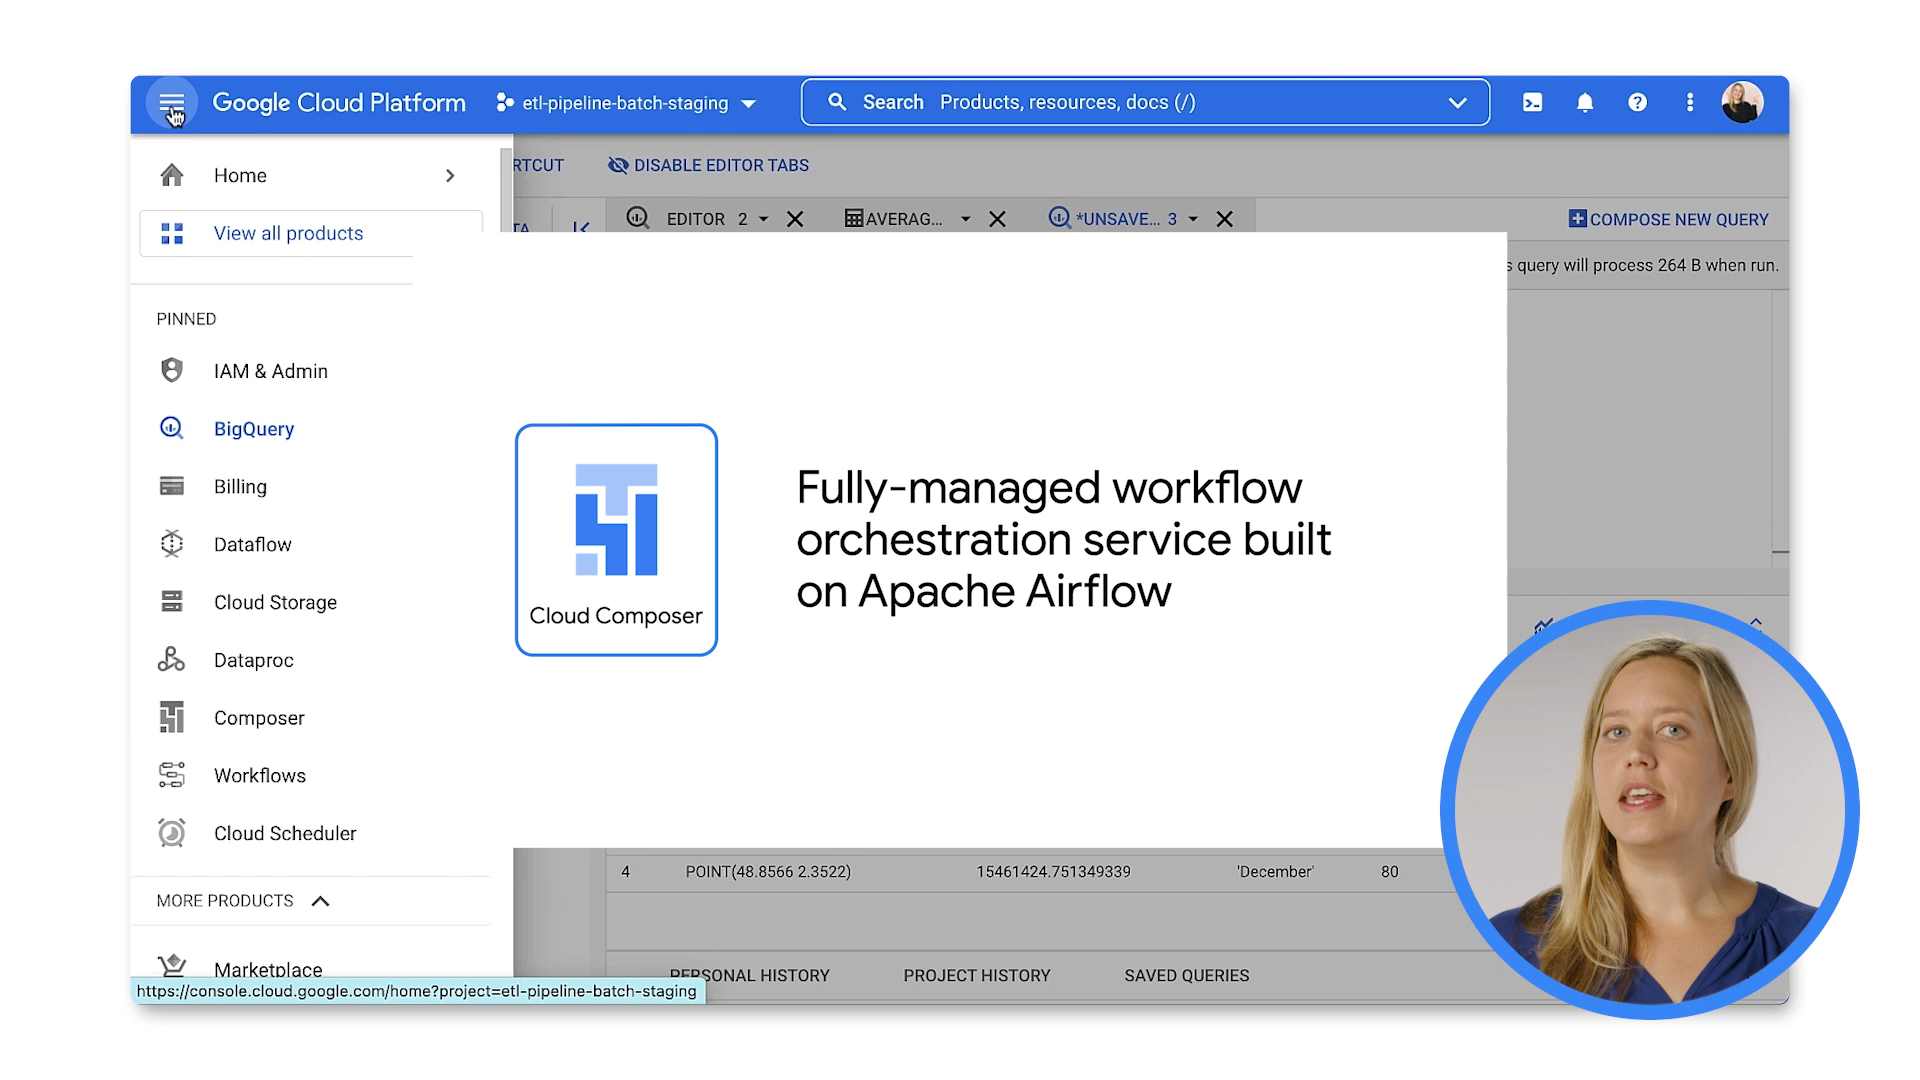 Google Cloud Platform
etl-pipeline-batch-staging
Search Products, resources, docs (/)
Home
RTCUT
DISABLE EDITOR TABS
View all products
TA
EDITOR 2
AVERAG...
*UNSAVE... 3
COMPOSE NEW QUERY
s query will process 264 B when run.
PINNED
IAM & Admin
BigQuery
Billing
Dataflow
Cloud Storage
Dataproc
Composer
Workflows
Cloud Scheduler
Fully-managed workflow
orchestration service built
on Apache Airflow
Cloud Composer
4 POINT(48.8566 2.3522) 15461424.751349339 'December' 80
MORE PRODUCTS
Marketplace
PERSONAL HISTORY PROJECT HISTORY SAVED QUERIES
https://console.cloud.google.com/home?project=etl-pipeline-batch-staging